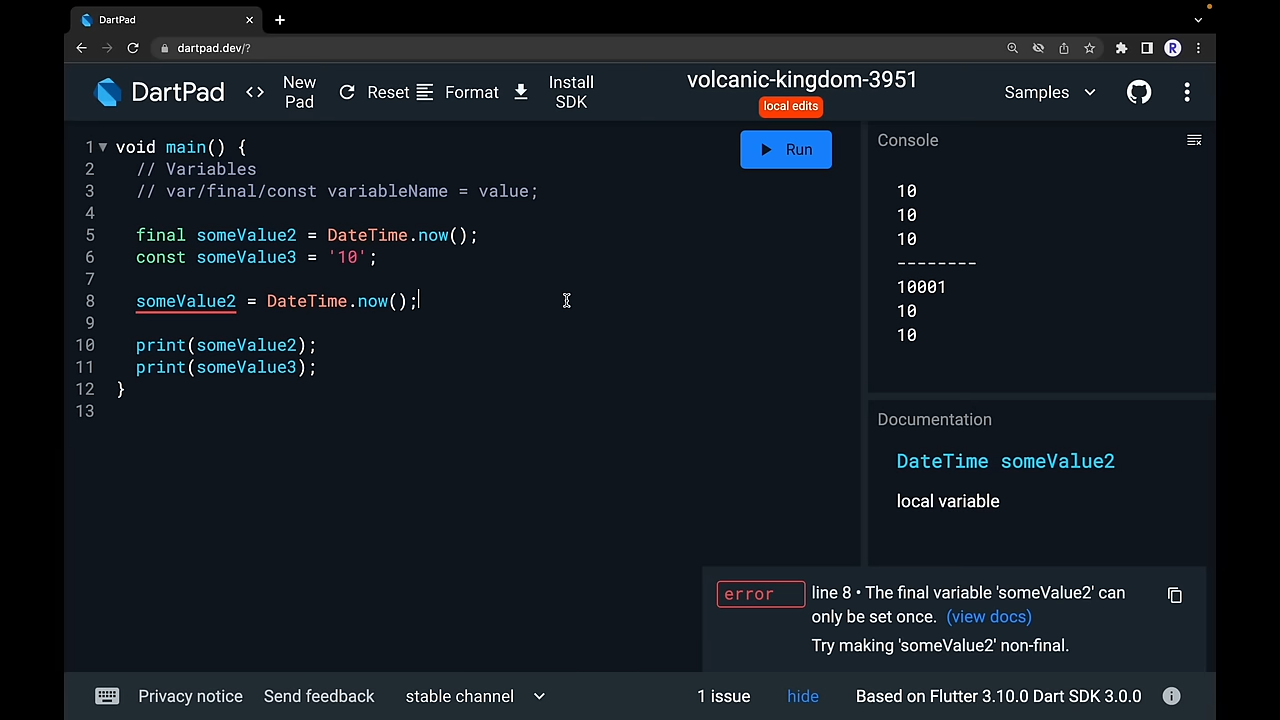 DartPad
dartpad.dev/?
R
DartPad
<>
New Pad
Reset
Format
Install SDK
volcanic-kingdom-3951
local edits
Samples
1 void main() {
2 // Variables
3 // var/final/const variableName = value;
4
5 final someValue2 = DateTime.now();
6 const someValue3 = '10';
7
8 someValue2 = DateTime.now();
9
10 print(someValue2);
11 print(someValue3);
12 }
13
Run
Console
10
10
10
--------
10001
10
10
Documentation
DateTime someValue2
local variable
error
line 8 • The final variable 'someValue2' can
only be set once. (view docs)
Try making 'someValue2' non-final.
Privacy notice
Send feedback
stable channel
1 issue
hide
Based on Flutter 3.10.0 Dart SDK 3.0.0